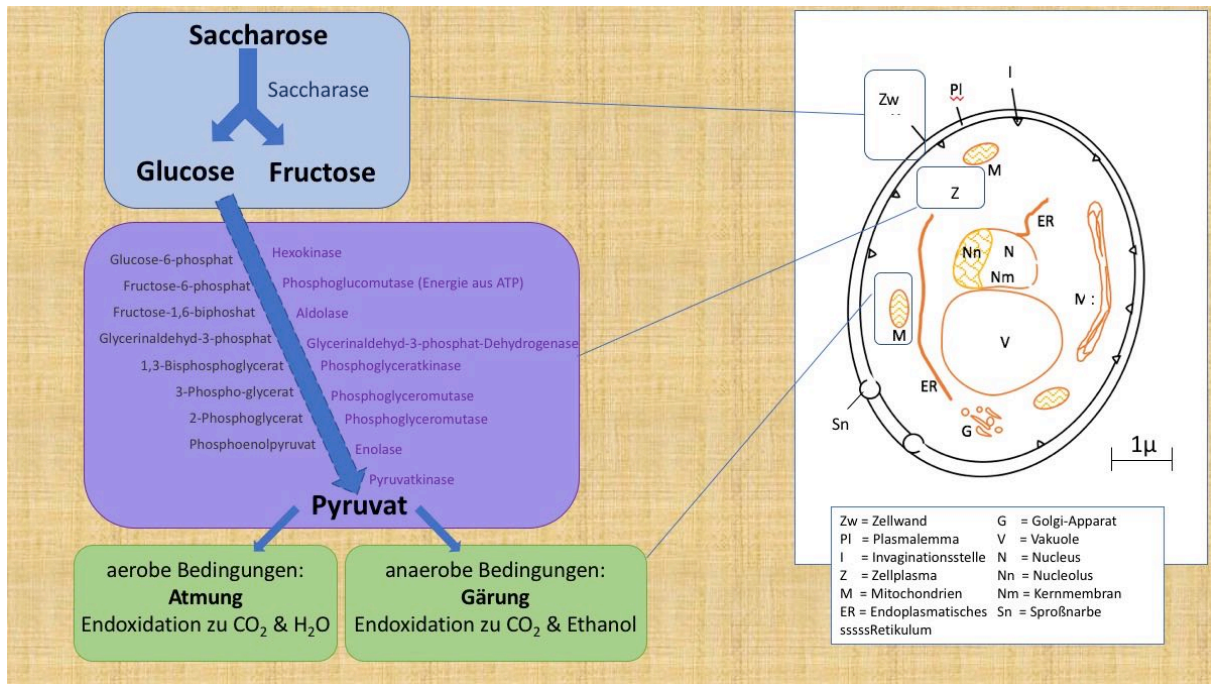 Saccharose
Saccharase
Glucose
Fructose
Glucose-6-phosphat
Hexokinase
Fructose-6-phosphat
Phosphoglucomutase (Energie aus ATP)
Fructose-1,6-biphoshat
Aldolase
Glycerinaldehyd-3-phosphat
Glycerinaldehyd-3-phosphat-Dehydrogenase
1,3-Bisphosphoglycerat
Phosphoglyceratkinase
3-Phospho-glycerat
Phosphoglyceromutase
2-Phosphoglycerat
Phosphoglyceromutase
Phosphoenolpyruvat
Enolase
Pyruvatkinase
Pyruvat
aerobe Bedingungen:
Atmung
Endoxidation zu CO₂ & H₂O
anaerobe Bedingungen:
Gärung
Endoxidation zu CO₂ & Ethanol
I
Pl
Zw
M
Z
ER
Nn
N
Nm
M
M
V
ER
Sn
G
1µ
Zw = Zellwand
Pl = Plasmalemma
I = Invaginationsstelle
Z = Zellplasma
M = Mitochondrien
ER = Endoplasmatisches
sssssRetikulum
G = Golgi-Apparat
V = Vakuole
N = Nucleus
Nn = Nucleolus
Nm = Kernmembran
Sn = Sproßnarbe